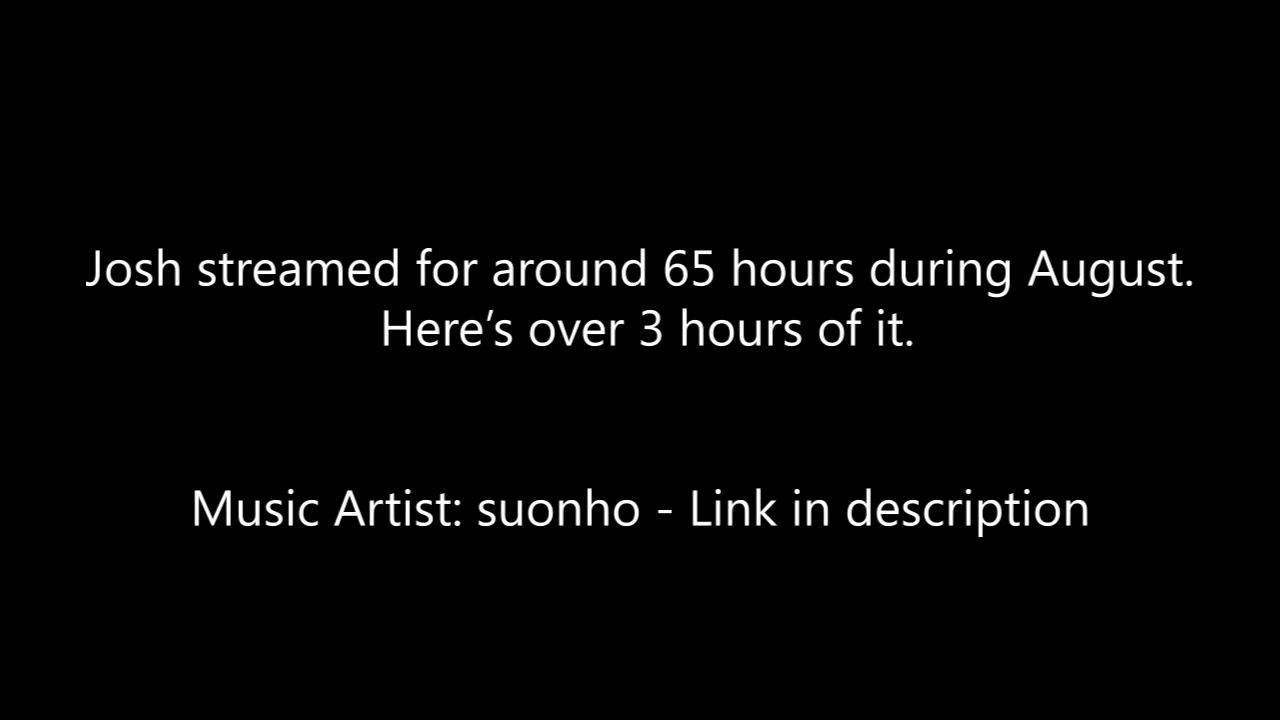 Josh streamed for around 65 hours during August.
Here’s over 3 hours of it.
Music Artist: suonho - Link in description